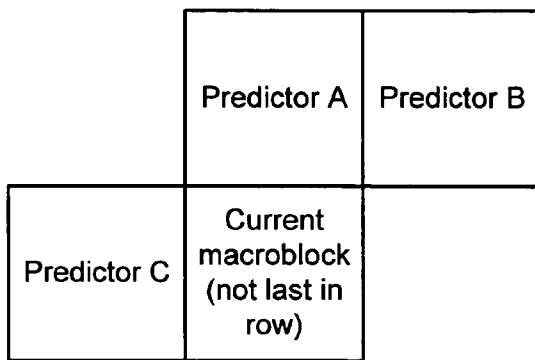 Predictor A
Predictor B
Predictor C
Current
macroblock
(not last in
row)